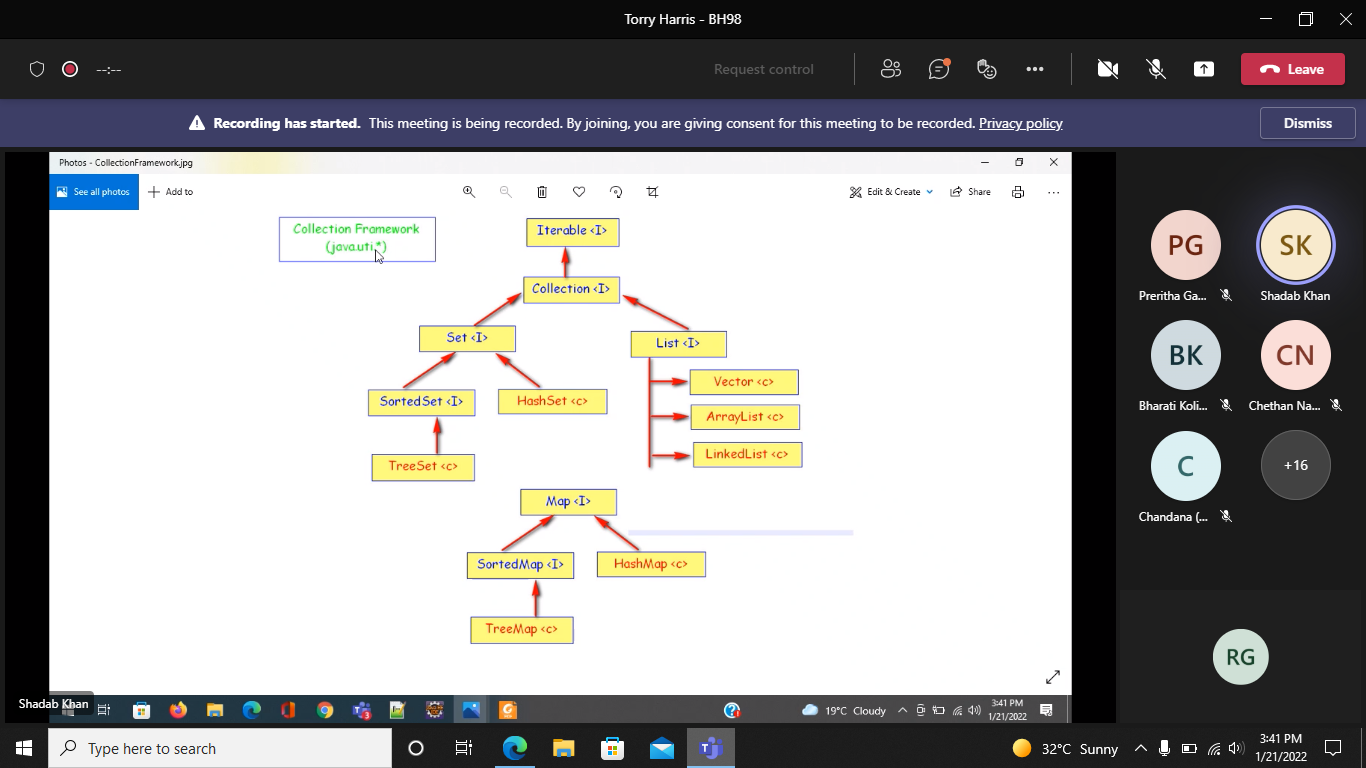 Torry Harris - BH98
--:--
Request control
Leave
Recording has started. This meeting is being recorded. By joining, you are giving consent for this meeting to be recorded. Privacy policy
Dismiss
Photos - CollectionFramework.jpg
See all photos
Add to
Edit & Create
Share
Collection Framework
(java.uti.*)
Iterable <I>
Collection <I>
Set <I>
List <I>
SortedSet <I>
HashSet <c>
Vector <c>
ArrayList <c>
LinkedList <c>
TreeSet <c>
Map <I>
SortedMap <I>
HashMap <c>
TreeMap <c>
PG
SK
Preritha Ga...
Shadab Khan
BK
CN
Bharati Koli...
Chethan Na...
C
+16
Chandana (...
RG
Shadab Khan
19°C Cloudy
3:41 PM
1/21/2022
Type here to search
32°C Sunny
3:41 PM
1/21/2022